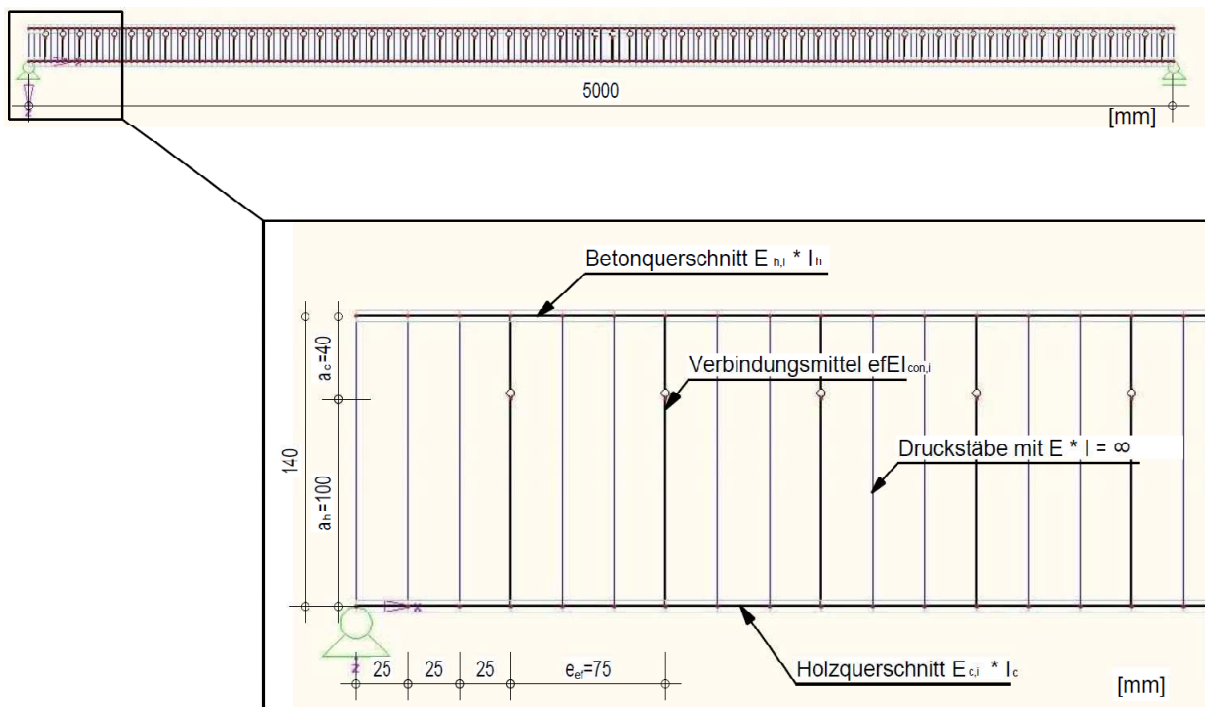 x
z
5000
[mm]
Betonquerschnitt E h,i * I h
Verbindungsmittel efEI con,i
Druckstäbe mit E * I = ∞
140
a c=40
a h=100
x
z
25
25
25
e ef=75
Holzquerschnitt E c,i * I c
[mm]